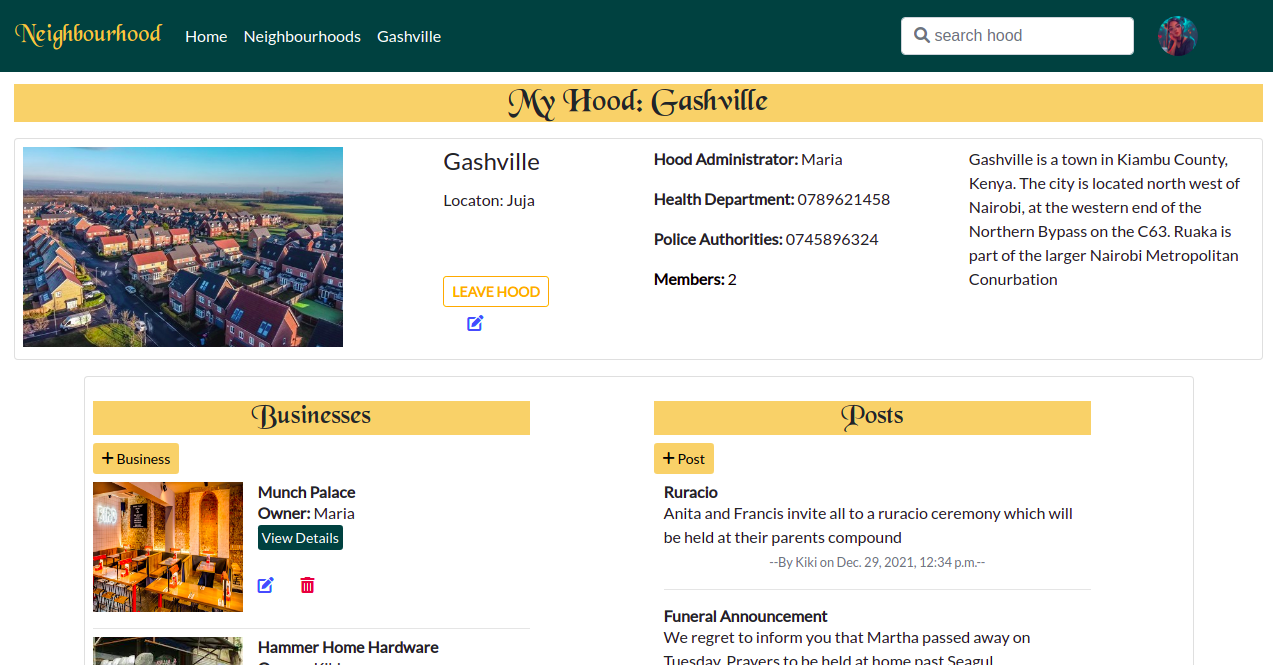 Neighbourhood
Home
Neighbourhoods
Gashville
search hood
My Hood: Gashville
Gashville
Locaton: Juja
LEAVE HOOD
Hood Administrator: Maria
Health Department: 0789621458
Police Authorities: 0745896324
Members: 2
Gashville is a town in Kiambu County,
Kenya. The city is located north west of
Nairobi, at the western end of the
Northern Bypass on the C63. Ruaka is
part of the larger Nairobi Metropolitan
Conurbation
Businesses
+ Business
Munch Palace
Owner: Maria
View Details
Hammer Home Hardware
Posts
+ Post
Ruracio
Anita and Francis invite all to a ruracio ceremony which will
be held at their parents compound
--By Kiki on Dec. 29, 2021, 12:34 p.m.--
Funeral Announcement
We regret to inform you that Martha passed away on
Tuesday. Prayers to be held at home past Seagul